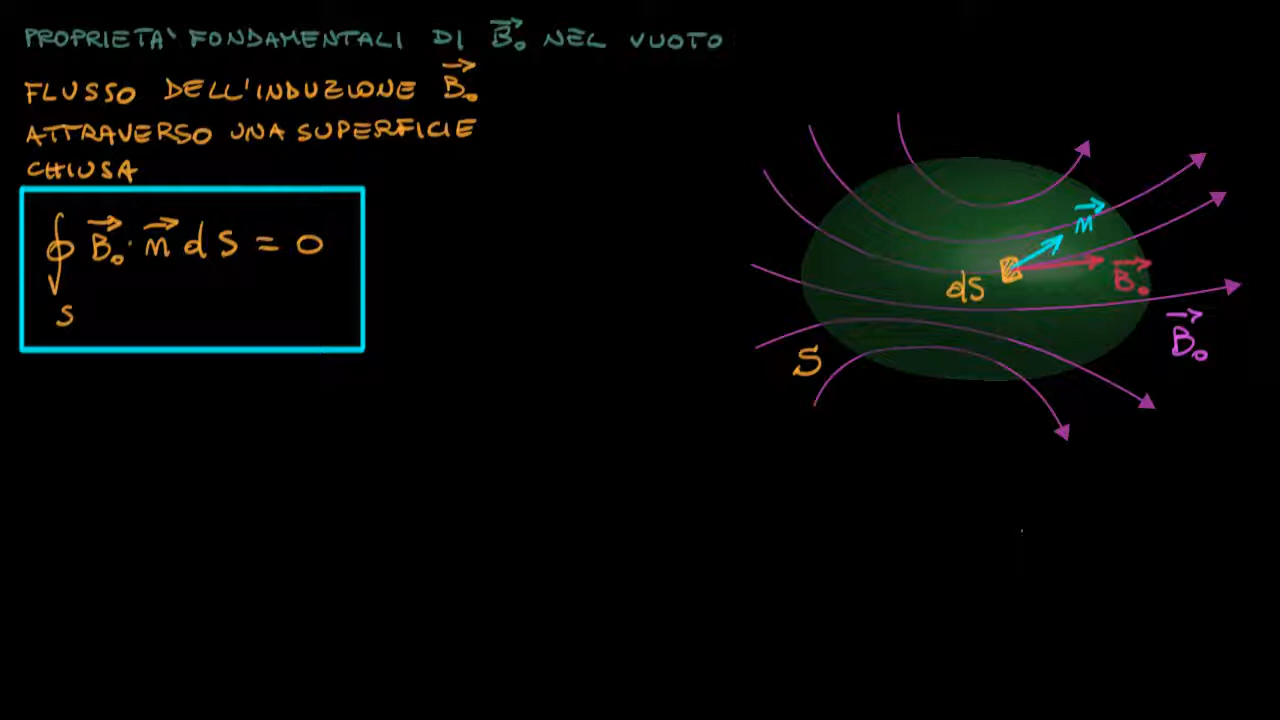 PROPRIETA' FONDAMENTALI DI B⃗₀ NEL VUOTO
FLUSSO DELL'INDUZIONE B⃗₀
ATTRAVERSO UNA SUPERFICIE
CHIUSA
∮ B⃗₀ · n⃗ dS = 0
S
n⃗
dS
B⃗₀
B⃗₀
S